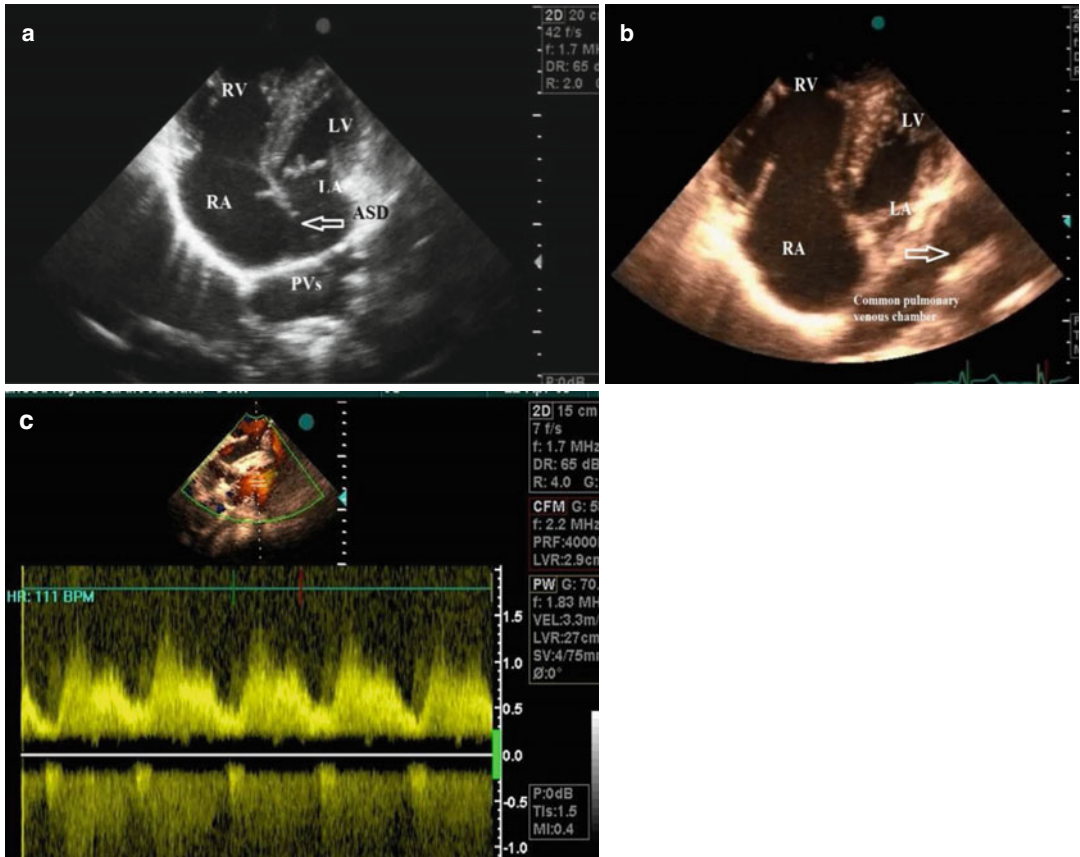 a
2D 20 c
42 f/s
f: 1.7 M
DR: 65 d
R: 2.0
RV
LV
LA
RA
ASD
PVs
P:0dB
b
RV
LV
LA
RA
Common pulmonary
venous chamber
c
2D 15 cm
7 f/s
f: 1.7 MHz
DR: 65 dB
R: 4.0 G:
CFM G: 5
f: 2.2 MHz
PRF:4000
LVR:2.9cm
PW G: 70.
f: 1.83 MH
VEL:3.3m/
LVR:27cm
SV:4/75mm
Ø:0°
HR: 111 BPM
1.5
1.0
0.5
0.0
-0.5
-1.0
P:0dB
TIs:1.5
MI:0.4